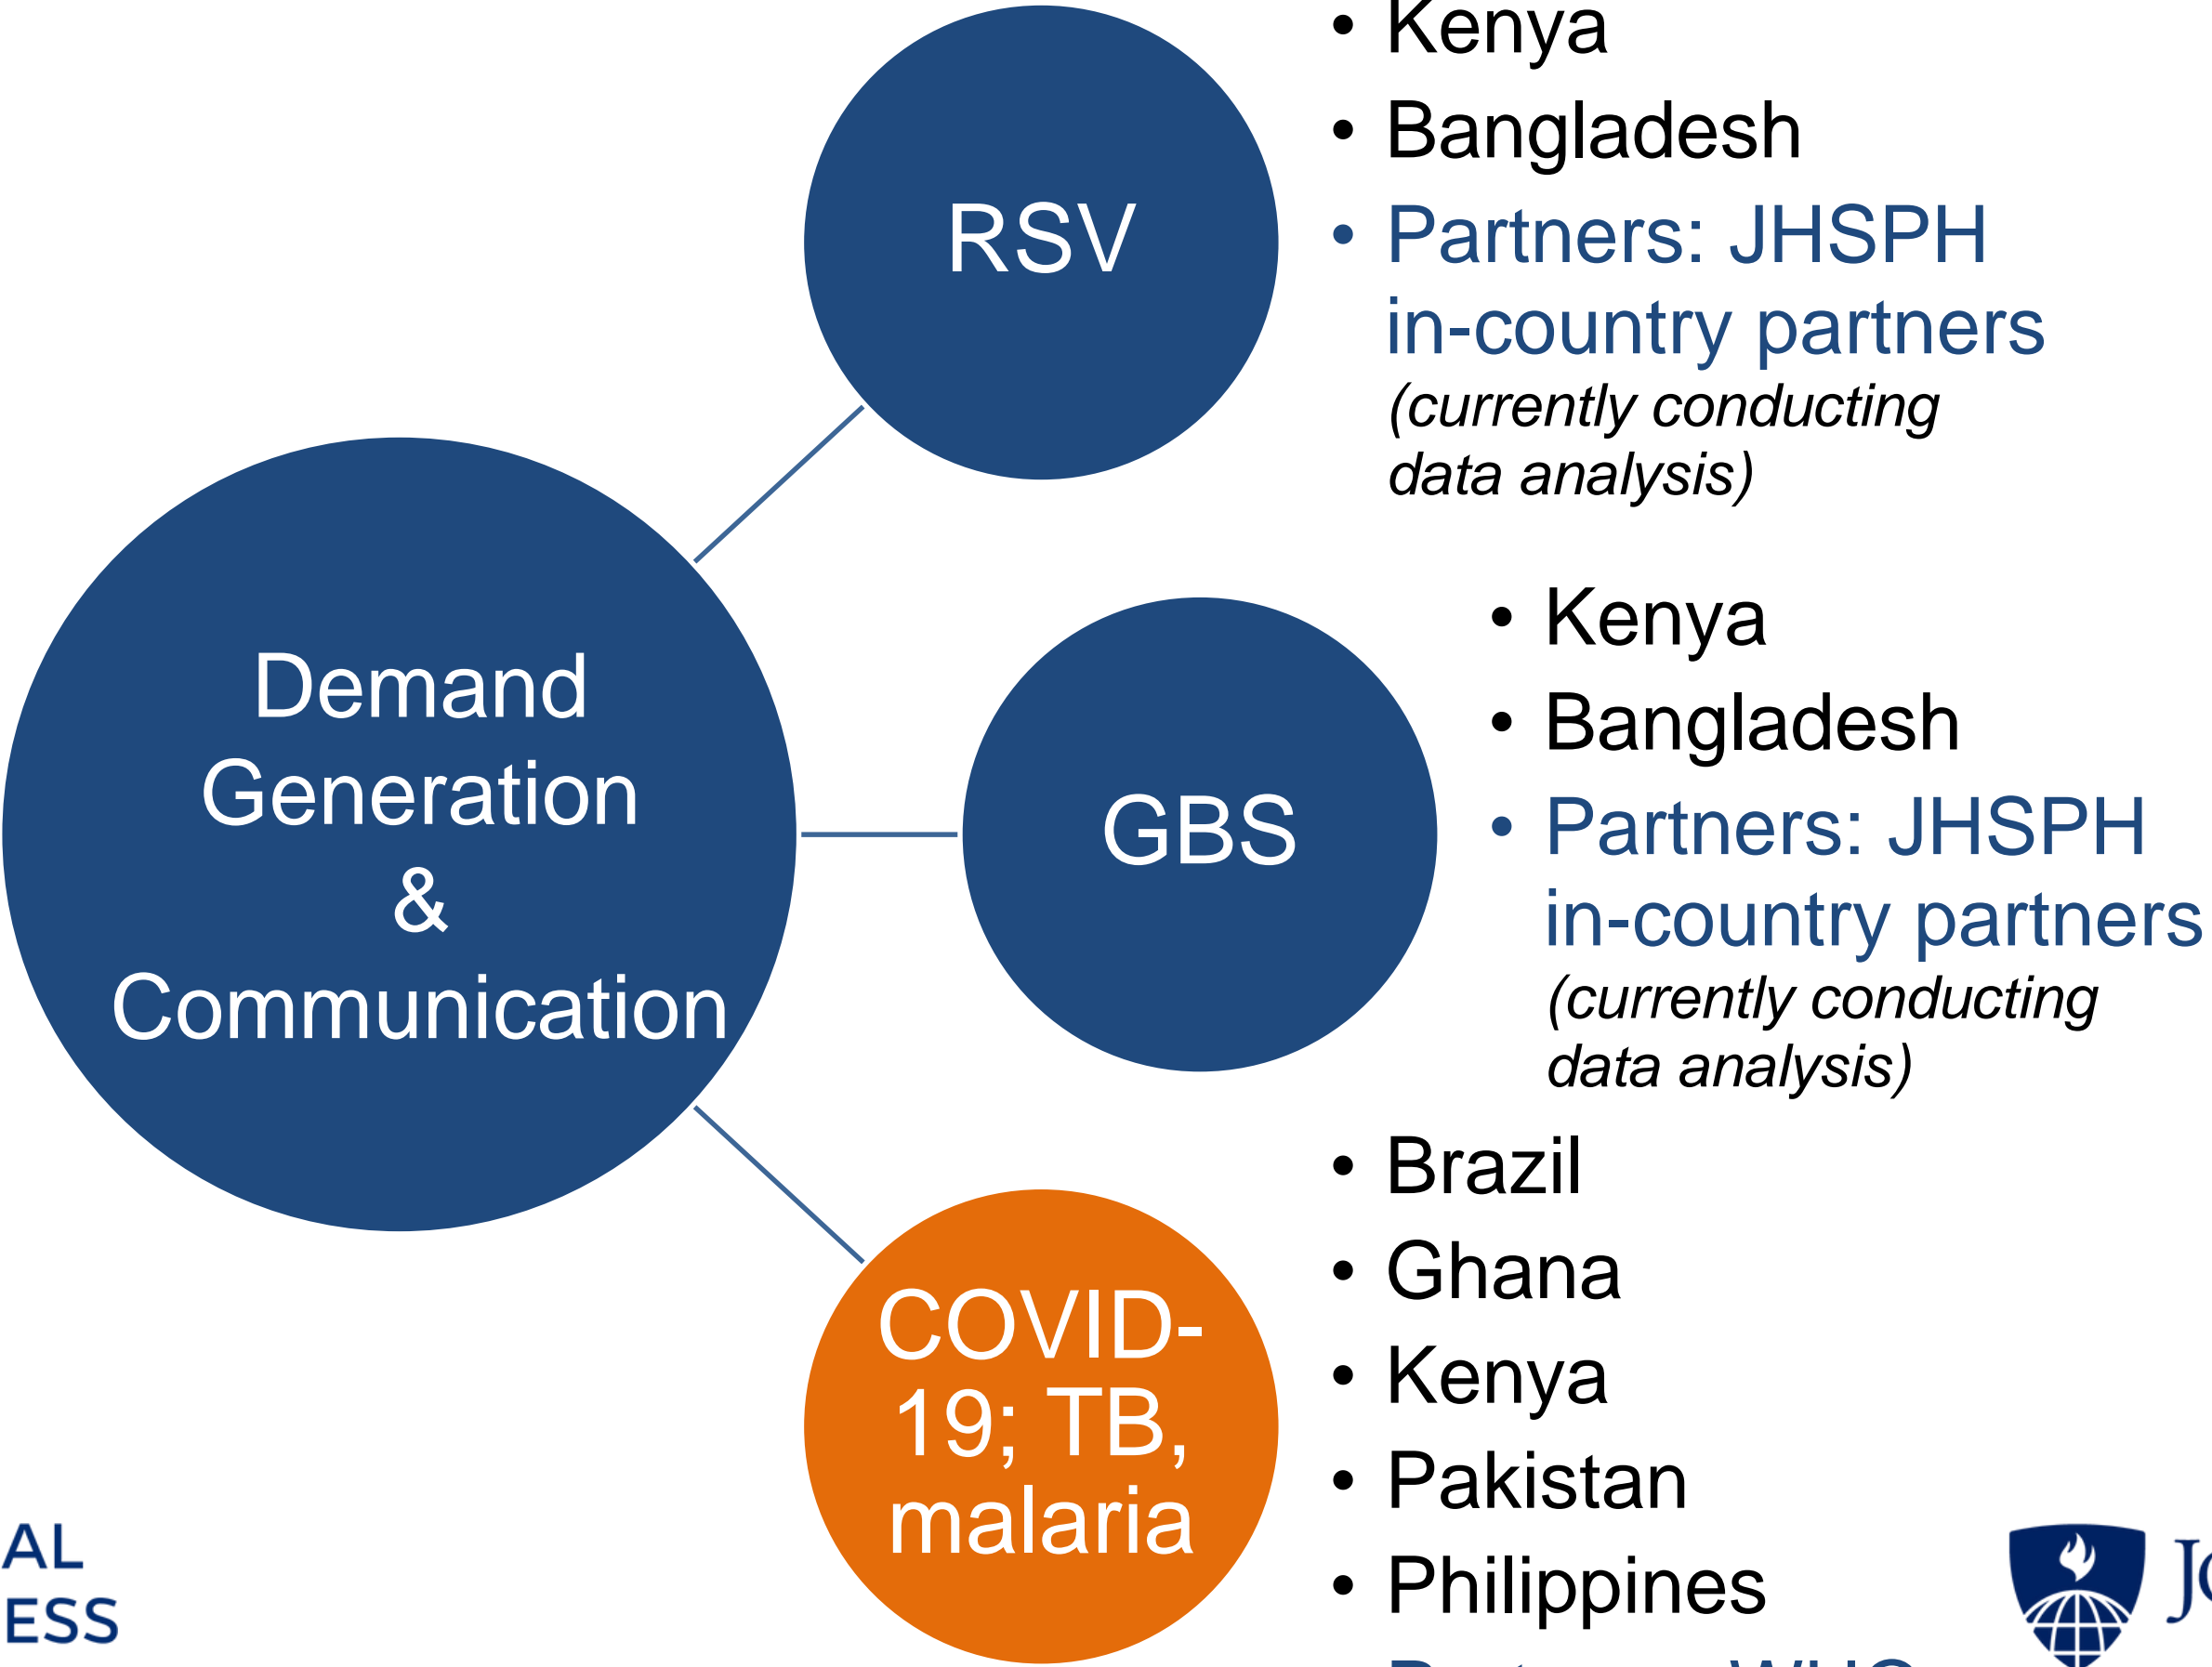 Demand
Generation
&
Communication
RSV
• Kenya
• Bangladesh
• Partners: JHSPH
in-country partners
(currently conducting
data analysis)
GBS
• Kenya
• Bangladesh
• Partners: JHSPH
in-country partners
(currently conducting
data analysis)
COVID-
19; TB,
malaria
• Brazil
• Ghana
• Kenya
• Pakistan
• Philippines
AL
ESS